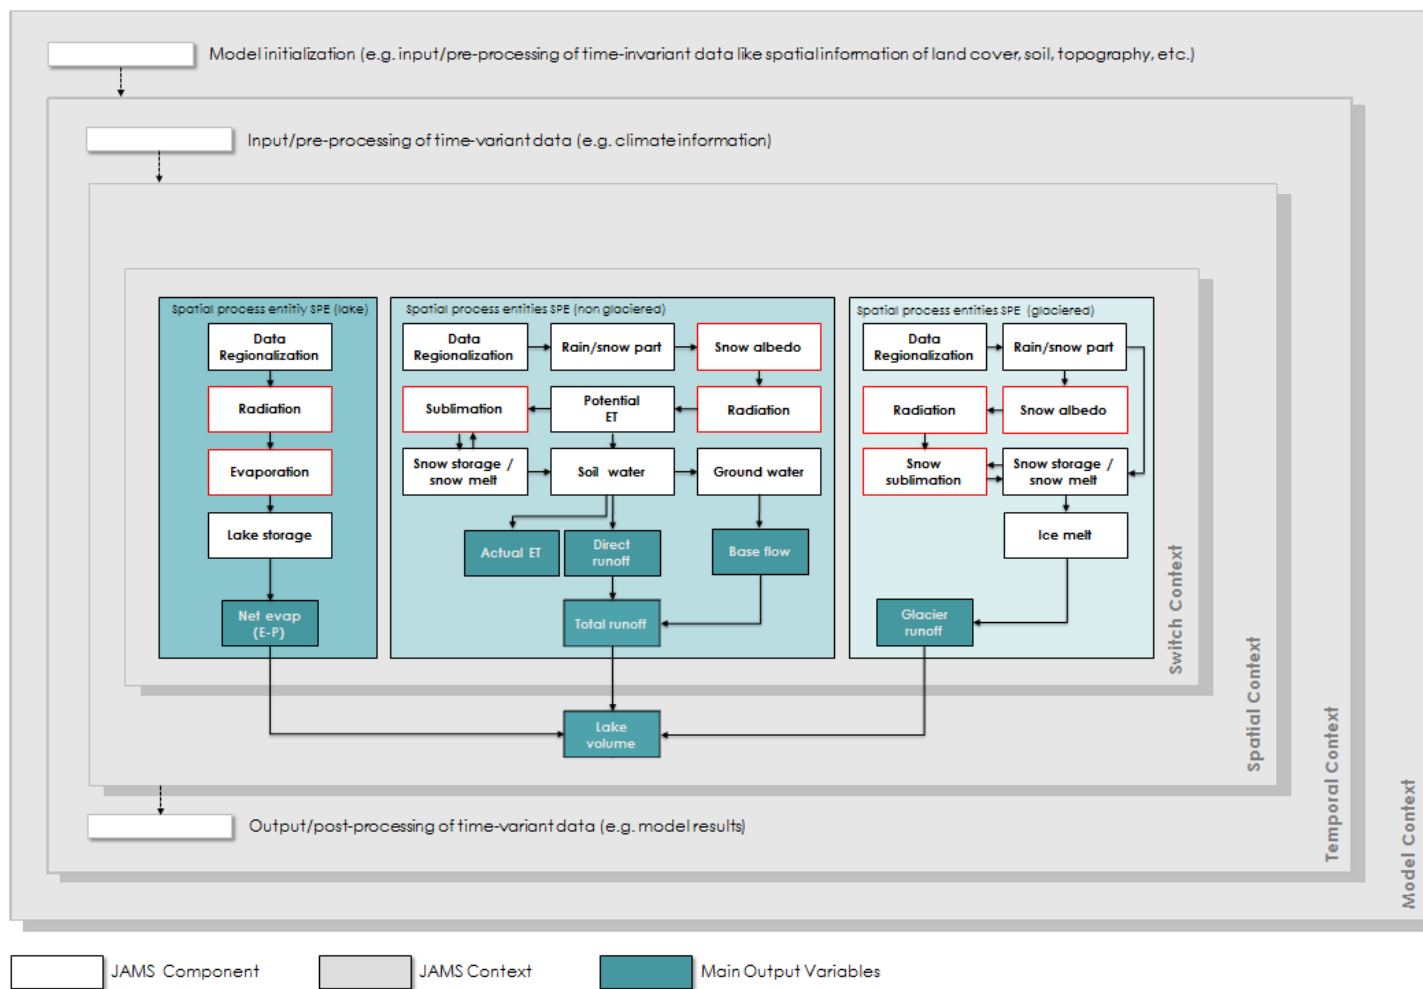 Model initialization (e.g. input/pre-processing of time-invariant data like spatial information of land cover, soil, topography, etc.)
Input/pre-processing of time-variant data (e.g. climate information)
Spatial process entitiy SPE (lake)
Data
Regionalization
Radiation
Evaporation
Lake storage
Net evap
(E-P)
Spatial process entities SPE (non glaciered)
Data
Regionalization
Rain/snow part
Snow albedo
Sublimation
Potential
ET
Radiation
Snow storage /
snow melt
Soil water
Ground water
Actual ET
Direct
runoff
Base flow
Total runoff
Spatial process entities SPE (glaciered)
Data
Regionalization
Rain/snow part
Radiation
Snow albedo
Snow
sublimation
Snow storage /
snow melt
Ice melt
Glacier
runoff
Lake
volume
Switch Context
Spatial Context
Temporal Context
Model Context
Output/post-processing of time-variant data (e.g. model results)
JAMS Component
JAMS Context
Main Output Variables